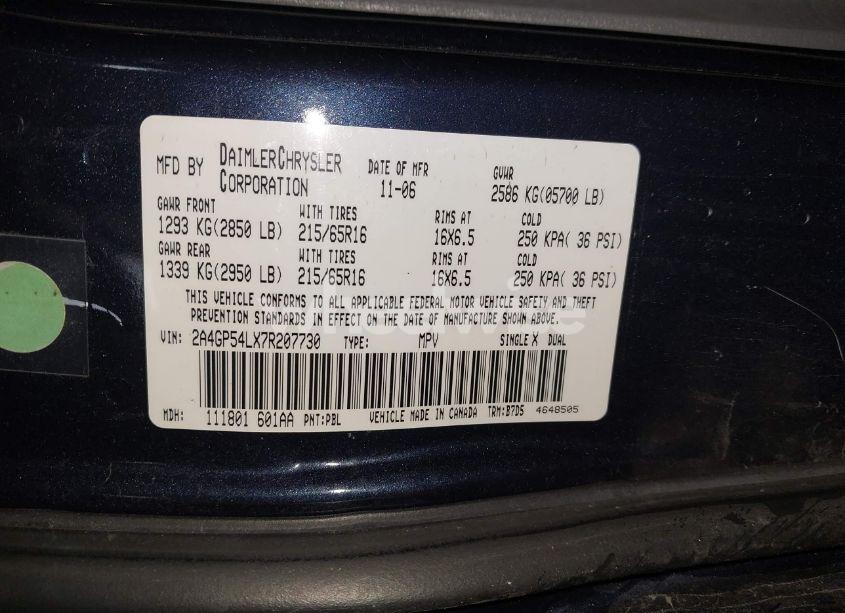 MFD BY DAIMLERCHRYSLER CORPORATION DATE OF MFR 11-06 GVWR 2586 KG(05700 LB)
GAWR FRONT WITH TIRES RIMS AT COLD
1293 KG(2850 LB) 215/65R16 16X6.5 250 KPA( 36 PSI)
GAWR REAR WITH TIRES RIMS AT COLD
1339 KG(2950 LB) 215/65R16 16X6.5 250 KPA( 36 PSI)
THIS VEHICLE CONFORMS TO ALL APPLICABLE FEDERAL MOTOR VEHICLE SAFETY AND THEFT
PREVENTION STANDARDS IN EFFECT ON THE DATE OF MANUFACTURE SHOWN ABOVE.
VIN: 2A4GP54LX7R207730 TYPE: MPV SINGLE X DUAL
MDH: 111801 601AA PNT:PBL VEHICLE MADE IN CANADA TRM:B7D5 4648505